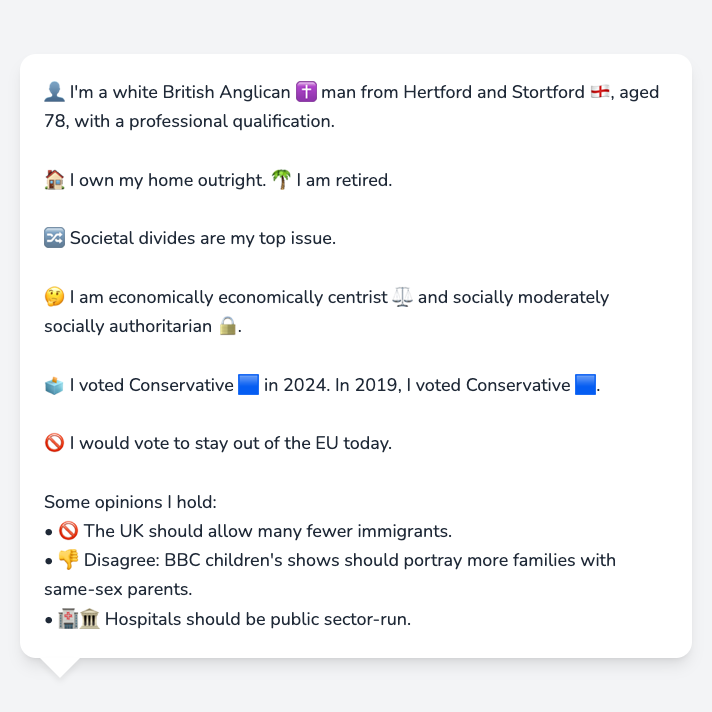 👤 I'm a white British Anglican ✝️ man from Hertford and Stortford 🏴󠁧󠁢󠁥󠁮󠁧󠁿, aged
78, with a professional qualification.
🏠 I own my home outright. 🌴 I am retired.
🔀 Societal divides are my top issue.
🤔 I am economically economically centrist ⚖️ and socially moderately
socially authoritarian 🔒.
🗳️ I voted Conservative 🟦 in 2024. In 2019, I voted Conservative 🟦.
🚫 I would vote to stay out of the EU today.
Some opinions I hold:
• 🚫 The UK should allow many fewer immigrants.
• 👎 Disagree: BBC children's shows should portray more families with
same-sex parents.
• 🏥🏛️ Hospitals should be public sector-run.